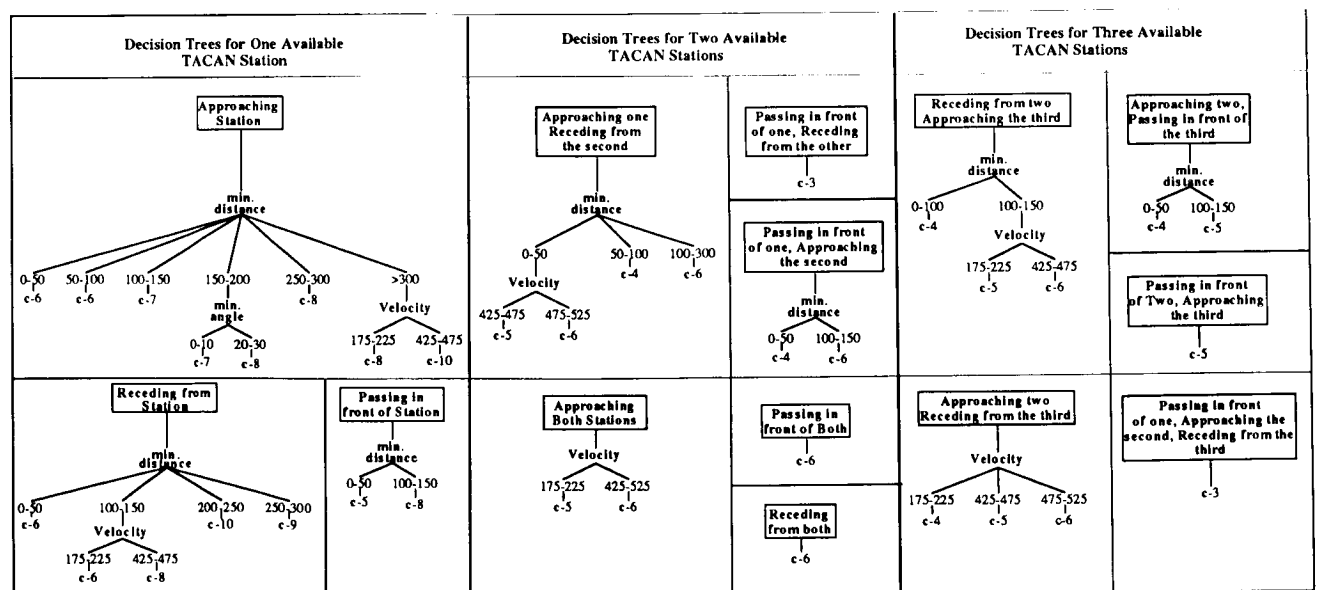 Decision Trees for One Available
TACAN Station
Approaching
Station
min.
distance
0-50 50-100 100-150 150-200 250-300 >300
c-6 c-6 c-7 c-8
min.
angle
0-10 20-30
c-7 c-8
Velocity
175-225 425-475
c-8 c-10
Receding from
Station
min.
distance
0-50 100-150 200-250 250-300
c-6 c-10 c-9
Velocity
175-225 425-475
c-6 c-8
Passing in
front of Station
min.
distance
0-50 100-150
c-5 c-8
Decision Trees for Two Available
TACAN Stations
Approaching one
Receding from
the second
min.
distance
0-50 50-100 100-300
c-4 c-6
Velocity
425-475 475-525
c-5 c-6
Passing in front
of one, Receding
from the other
c-3
Passing in front
of one, Approaching
the second
min.
distance
0-50 100-150
c-4 c-6
Approaching
Both Stations
Velocity
175-225 425-525
c-5 c-6
Passing in
front of Both
c-6
Receding
from both
c-6
Decision Trees for Three Available
TACAN Stations
Receding from two
Approaching the third
min.
distance
0-100 100-150
c-4
Velocity
175-225 425-475
c-5 c-6
Approaching two,
Passing in front of
the third
min.
distance
0-50 100-150
c-4 c-5
Passing in front
of Two, Approaching
the third
c-5
Approaching two
Receding from the third
Velocity
175-225 425-475 475-525
c-4 c-5 c-6
Passing in front
of one, Approaching the
second, Receding from the
third
c-3